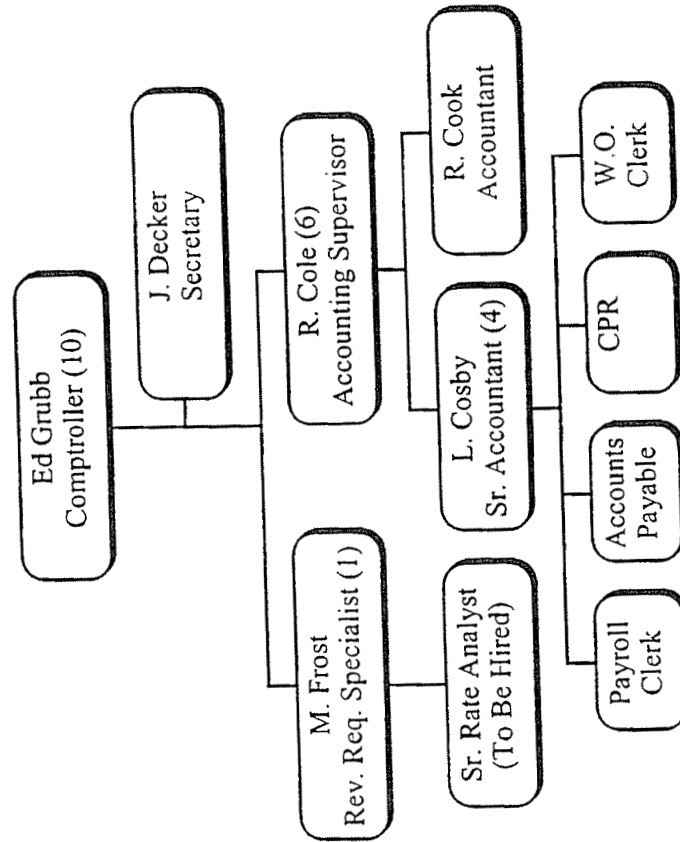 Ed Grubb
Comptroller (10)
J. Decker
Secretary
M. Frost
Rev. Req. Specialist (1)
R. Cole (6)
Accounting Supervisor
Sr. Rate Analyst
(To Be Hired)
L. Cosby
Sr. Accountant (4)
R. Cook
Accountant
Payroll
Clerk
Accounts
Payable
CPR
W.O.
Clerk